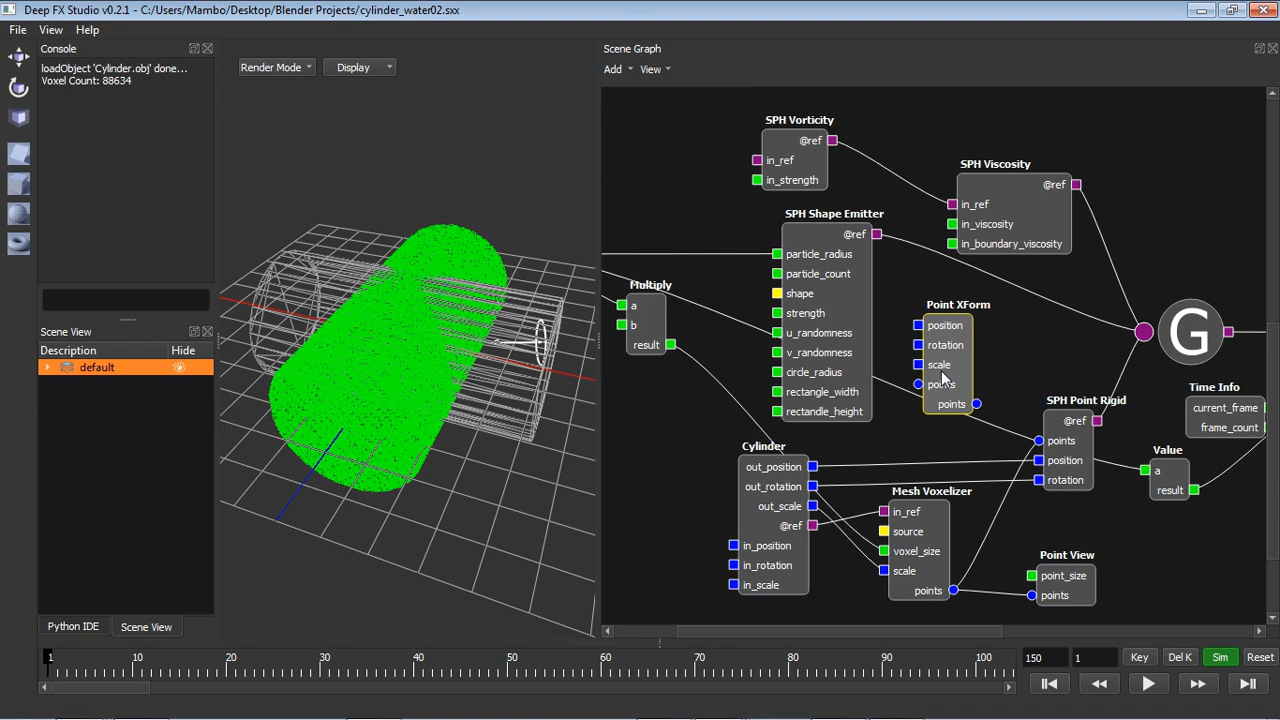 Deep FX Studio v0.2.1 - C:/Users/Mambo/Desktop/Blender Projects/cylinder_water02.sxx
File View Help
Console
loadObject 'Cylinder.obj' done...
Voxel Count: 88634
Scene View
Description Hide
default
Python IDE Scene View
Render Mode Display
Scene Graph
Add View
SPH Vorticity
@ref
in_ref
in_strength
SPH Viscosity
@ref
in_ref
in_viscosity
in_boundary_viscosity
SPH Shape Emitter
@ref
particle_radius
particle_count
shape
strength
u_randomness
v_randomness
circle_radius
rectangle_width
rectandle_height
Multiply
a
b
result
Point XForm
position
rotation
scale
points
points
G
Time Info
current_frame
frame_count
SPH Point Rigid
@ref
points
position
rotation
Value
a
result
Cylinder
out_position
out_rotation
out_scale
@ref
in_position
in_rotation
in_scale
Mesh Voxelizer
in_ref
source
voxel_size
scale
points
Point View
point_size
points
1 10 20 30 40 50 60 70 80 90 100
150 1 Key Del K Sim Reset